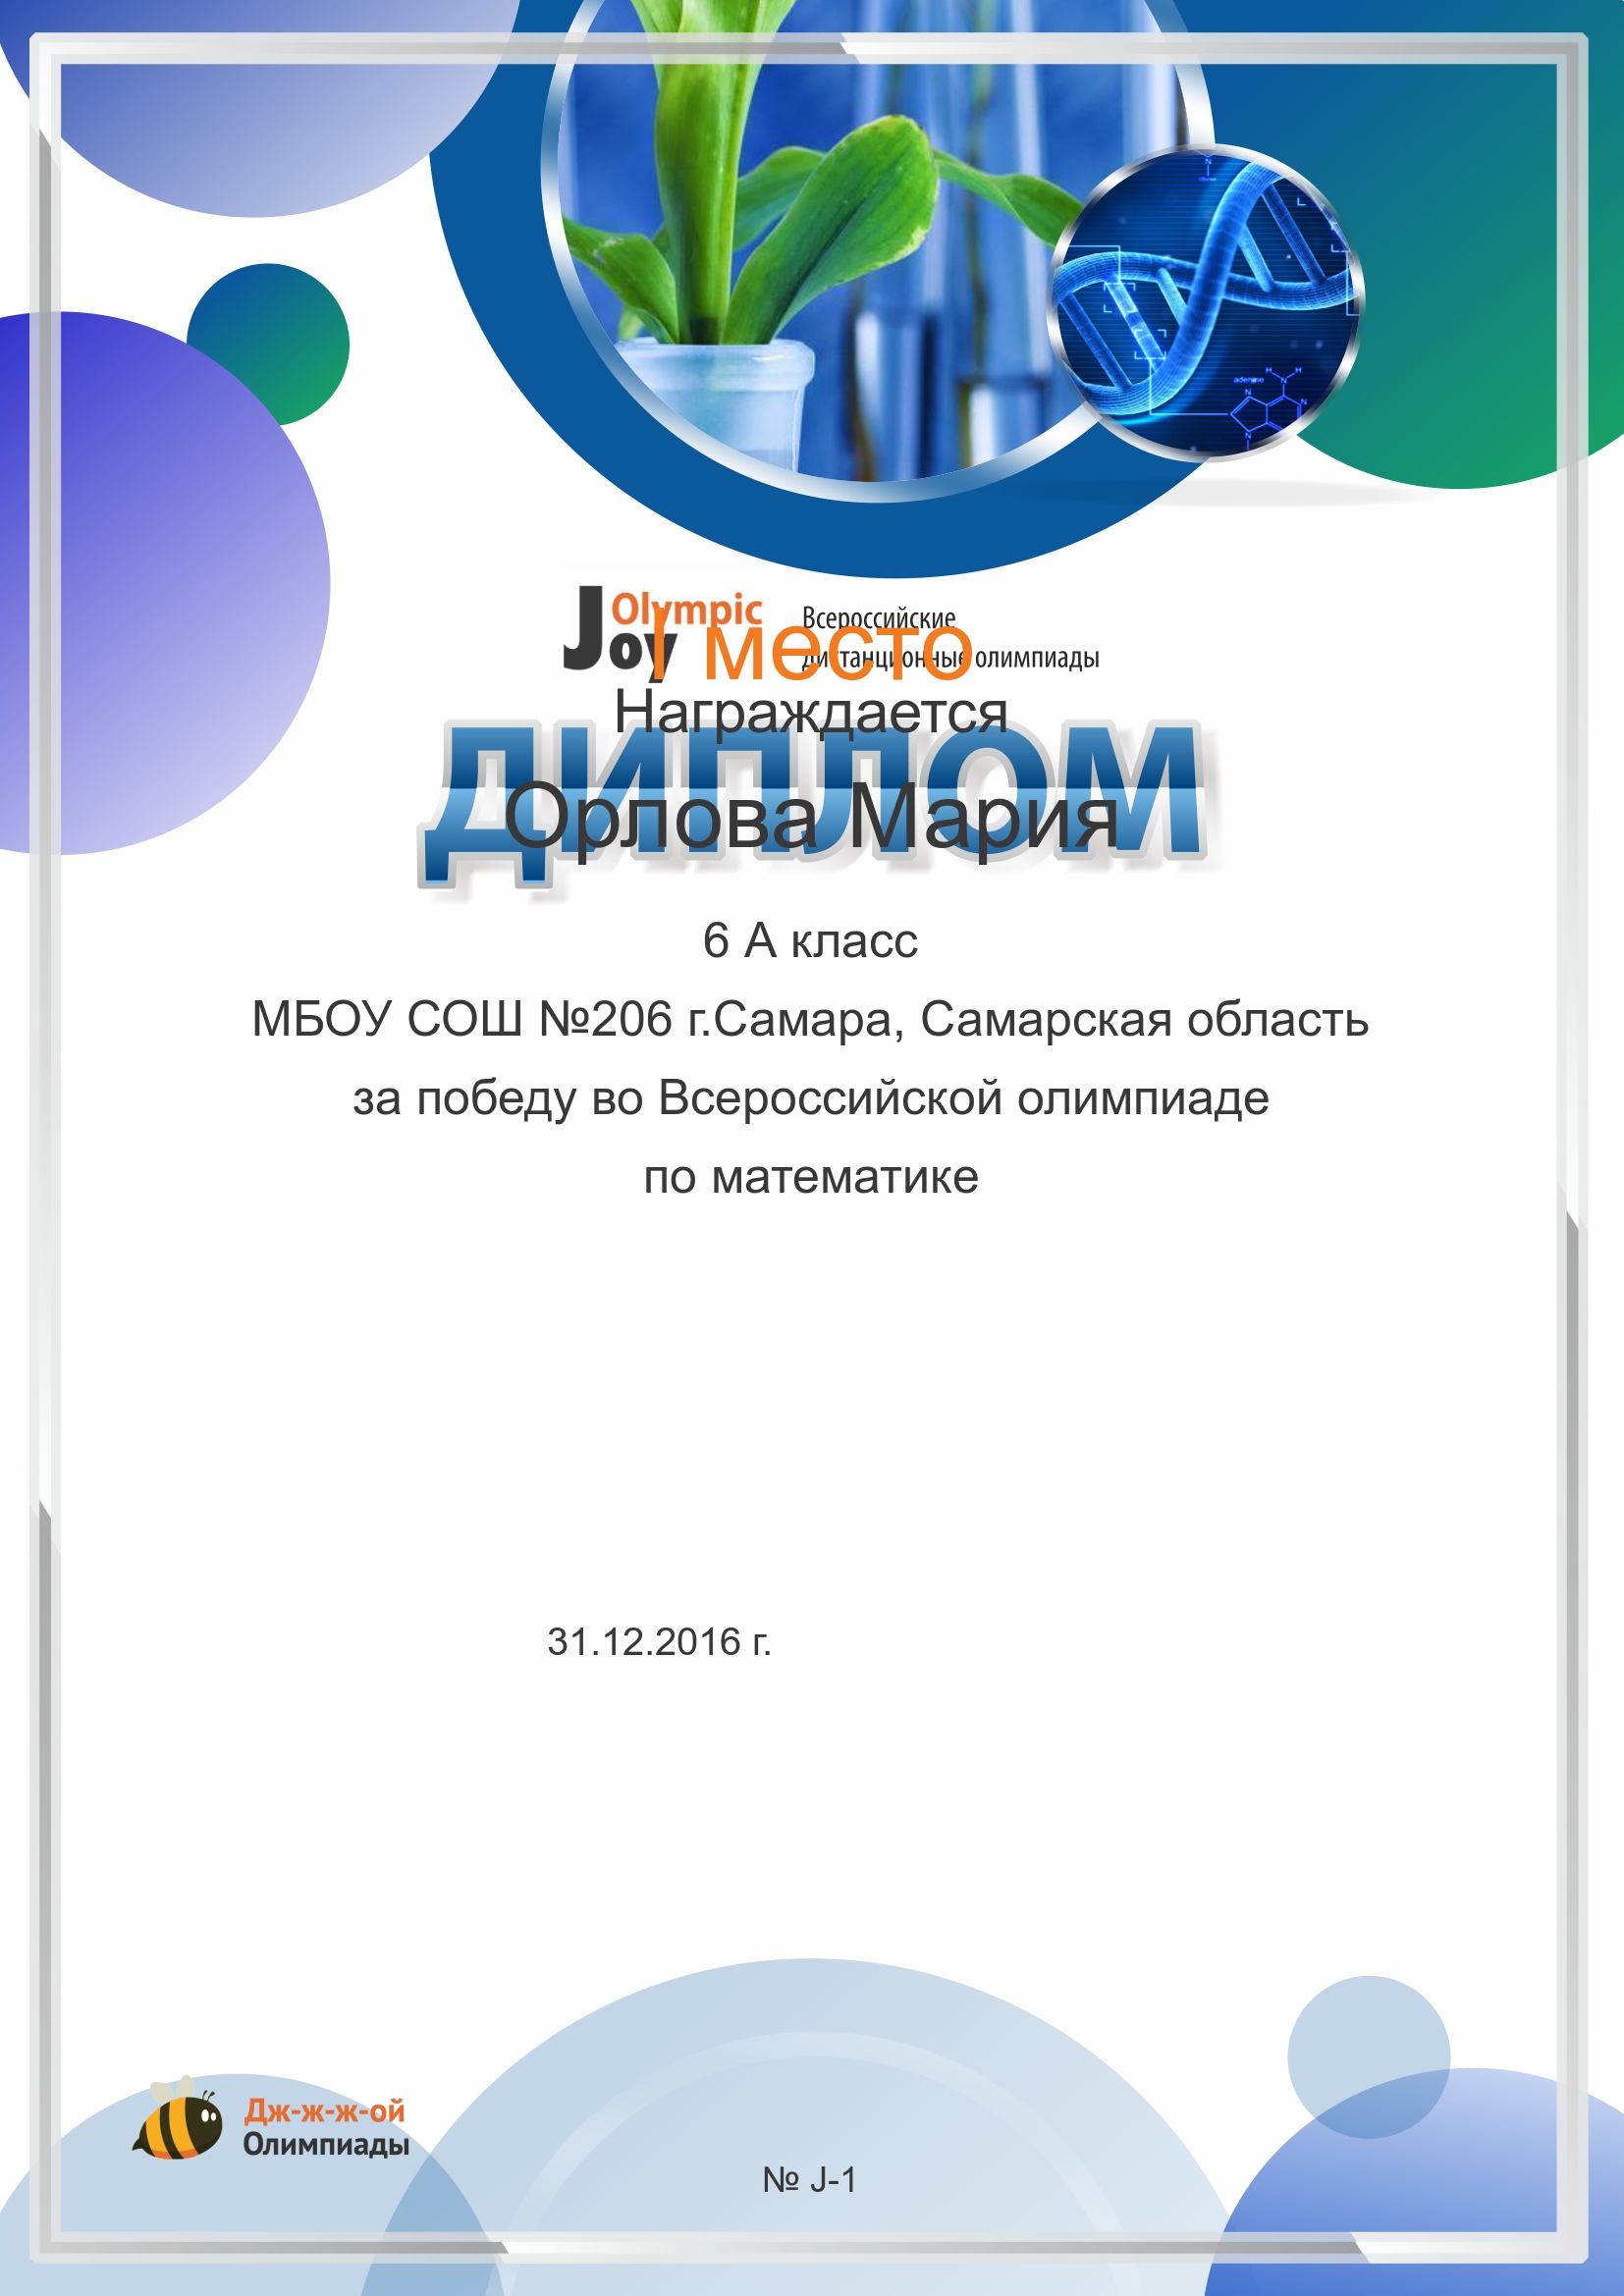 Olympic
Joy
Всероссийские
дистанционные олимпиады
I место
Награждается
ДИПЛОМ
Орлова Мария
6 А класс
МБОУ СОШ №206 г.Самара, Самарская область
за победу во Всероссийской олимпиаде
по математике
31.12.2016 г.
Дж-ж-ж-ой
Олимпиады
№ J-1
adenine
H H
N
N
N
N
N